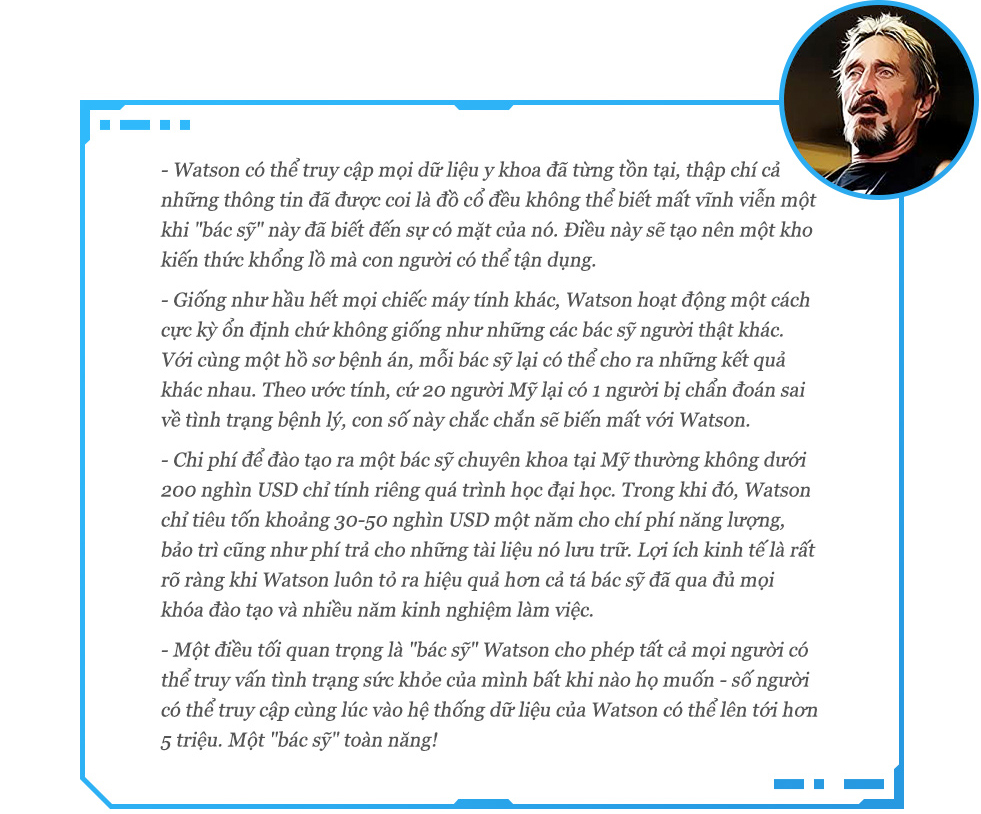 - Watson có thể truy cập mọi dữ liệu y khoa đã từng tồn tại, thập chí cả
những thông tin đã được coi là đồ cổ đều không thể biết mất vĩnh viễn một
khi "bác sỹ" này đã biết đến sự có mặt của nó. Điều này sẽ tạo nên một kho
kiến thức khổng lồ mà con người có thể tận dụng.
- Giống như hầu hết mọi chiếc máy tính khác, Watson hoạt động một cách
cực kỳ ổn định chứ không giống như những các bác sỹ người thật khác.
Với cùng một hồ sơ bệnh án, mỗi bác sỹ lại có thể cho ra những kết quả
khác nhau. Theo ước tính, cứ 20 người Mỹ lại có 1 người bị chẩn đoán sai
về tình trạng bệnh lý, con số này chắc chắn sẽ biến mất với Watson.
- Chi phí để đào tạo ra một bác sỹ chuyên khoa tại Mỹ thường không dưới
200 nghìn USD chỉ tính riêng quá trình học đại học. Trong khi đó, Watson
chỉ tiêu tốn khoảng 30-50 nghìn USD một năm cho chí phí năng lượng,
bảo trì cũng như phí trả cho những tài liệu nó lưu trữ. Lợi ích kinh tế là rất
rõ ràng khi Watson luôn tỏ ra hiệu quả hơn cả tá bác sỹ đã qua đủ mọi
khóa đào tạo và nhiều năm kinh nghiệm làm việc.
- Một điều tối quan trọng là "bác sỹ" Watson cho phép tất cả mọi người có
thể truy vấn tình trạng sức khỏe của mình bất khi nào họ muốn - số người
có thể truy cập cùng lúc vào hệ thống dữ liệu của Watson có thể lên tới hơn
5 triệu. Một "bác sỹ" toàn năng!